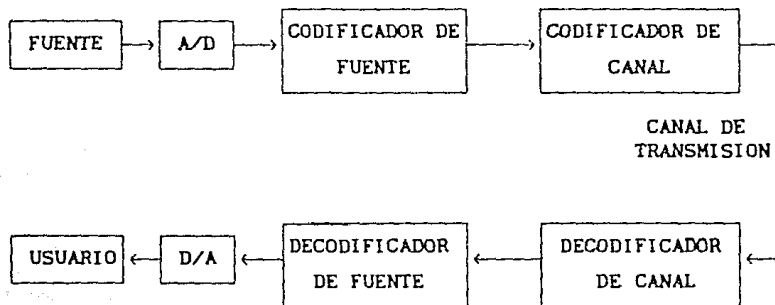 FUENTE
A/D
CODIFICADOR DE
FUENTE
CODIFICADOR DE
CANAL
CANAL DE
TRANSMISION
USUARIO
D/A
DECODIFICADOR
DE FUENTE
DECODIFICADOR
DE CANAL